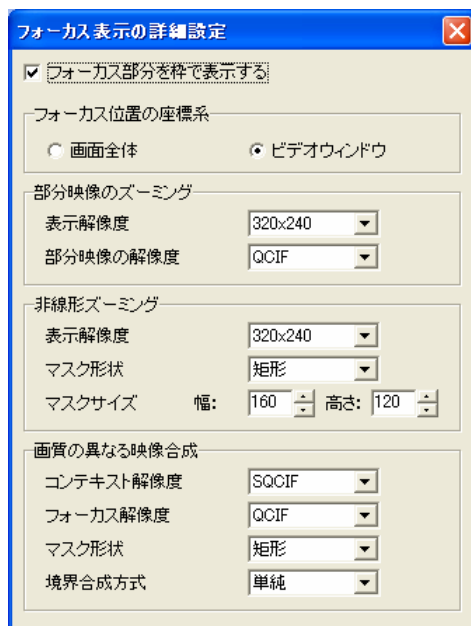 フォーカス表示の詳細設定
フォーカス部分を枠で表示する
フォーカス位置の座標系
画面全体 ビデオウィンドウ
部分映像のズーミング
表示解像度 320x240
部分映像の解像度 QCIF
非線形ズーミング
表示解像度 320x240
マスク形状 矩形
マスクサイズ 幅: 160 高さ: 120
画質の異なる映像合成
コンテキスト解像度 SQCIF
フォーカス解像度 QCIF
マスク形状 矩形
境界合成方式 単純